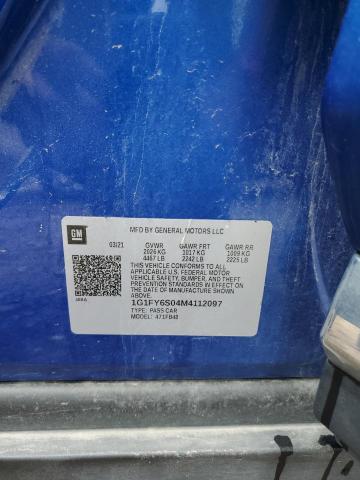 GM
MFD BY GENERAL MOTORS LLC
03/21 GVWR GAWR FRT GAWR RR
2026 KG 1017 KG 1009 KG
4467 LB 2242 LB 2225 LB
THIS VEHICLE CONFORMS TO ALL
APPLICABLE U.S. FEDERAL MOTOR
VEHICLE SAFETY, BUMPER, AND THEFT
PREVENTION STANDARDS IN EFFECT ON
THE DATE OF MANUFACTURE SHOWN ABOVE.
1G1FY6S04M4112097
TYPE: PASS CAR
MODEL: 471FB48